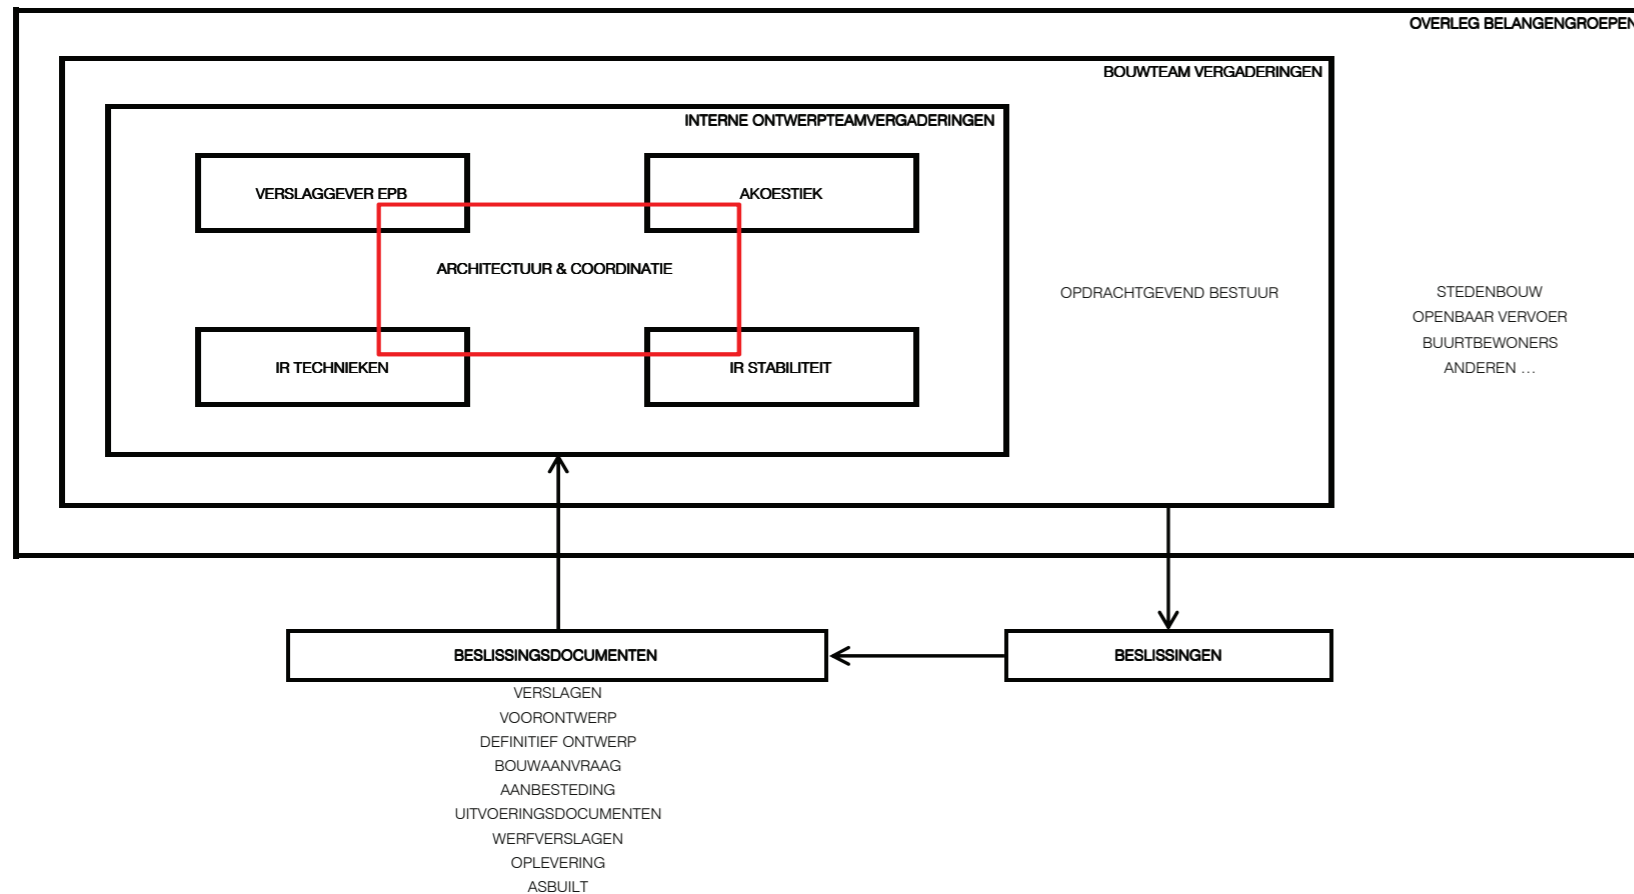 OVERLEG BELANGENGROEPEN
BOUWTEAM VERGADERINGEN
INTERNE ONTWERPTEAMVERGADERINGEN
VERSLAGGEVER EPB
AKOESTIEK
ARCHITECTUUR & COORDINATIE
IR TECHNIEKEN
IR STABILITEIT
OPDRACHTGEVEND BESTUUR
STEDENBOUW
OPENBAAR VERVOER
BUURTBEWONERS
ANDEREN ...
BESLISSINGSDOCUMENTEN
BESLISSINGEN
VERSLAGEN
VOORONTWERP
DEFINITIEF ONTWERP
BOUWAANVRAAG
AANBESTEDING
UITVOERINGSDOCUMENTEN
WERFVERSLAGEN
OPLEVERING
ASBUILT